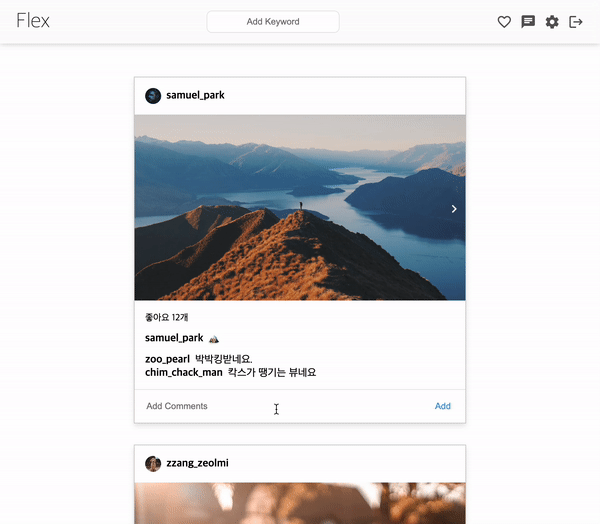 Flex
Add Keyword
samuel_park
좋아요 12개
samuel_park
zoo_pearl 박박킹받네요.
chim_chack_man 칵스가 땡기는 뷰네요
Add Comments
Add
zzang_zeolmi